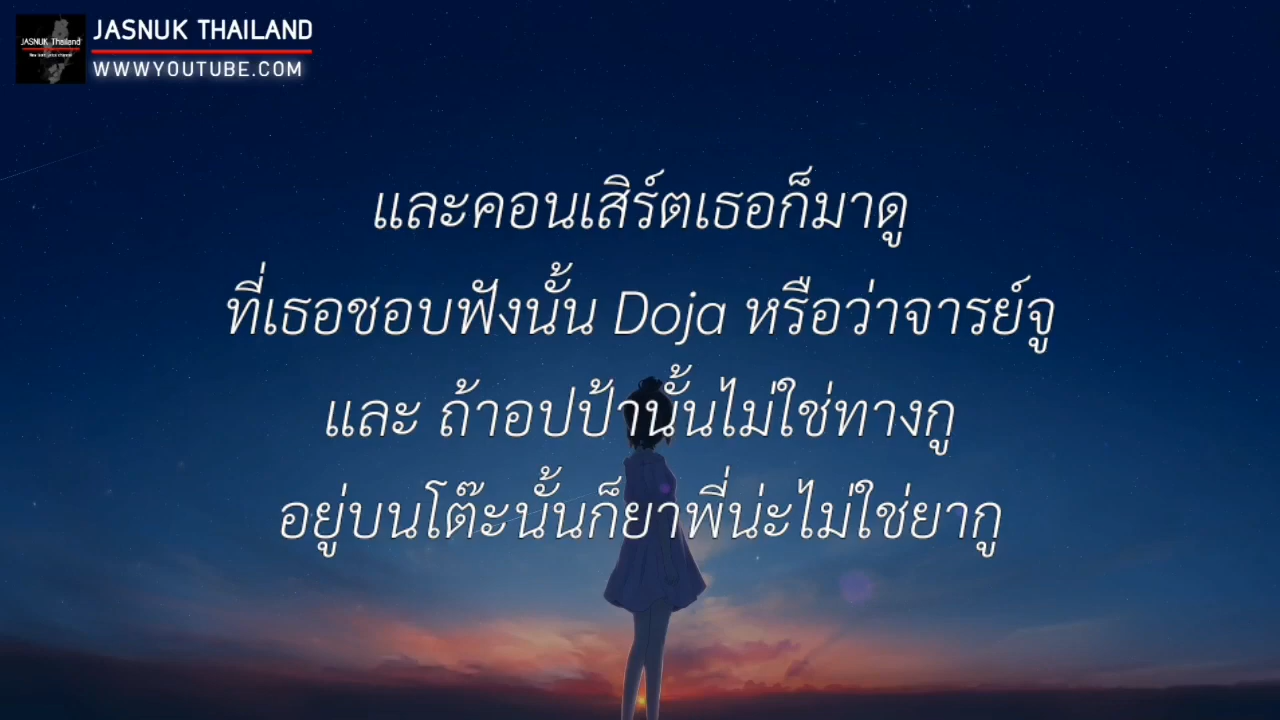 JASNUK THAILAND
WWWYOUTUBE.COM
JASNUK Thailand
และคอนเสิร์ตเธอก็มาดู
ที่เธอชอบฟังนั้น Doja หรือว่าจารย์จู
และ ถ้าอปป้านั้นไม่ใช่ทางกู
อยู่บนโต๊ะนั้นก็ยาพี่น่ะไม่ใช่ยากู